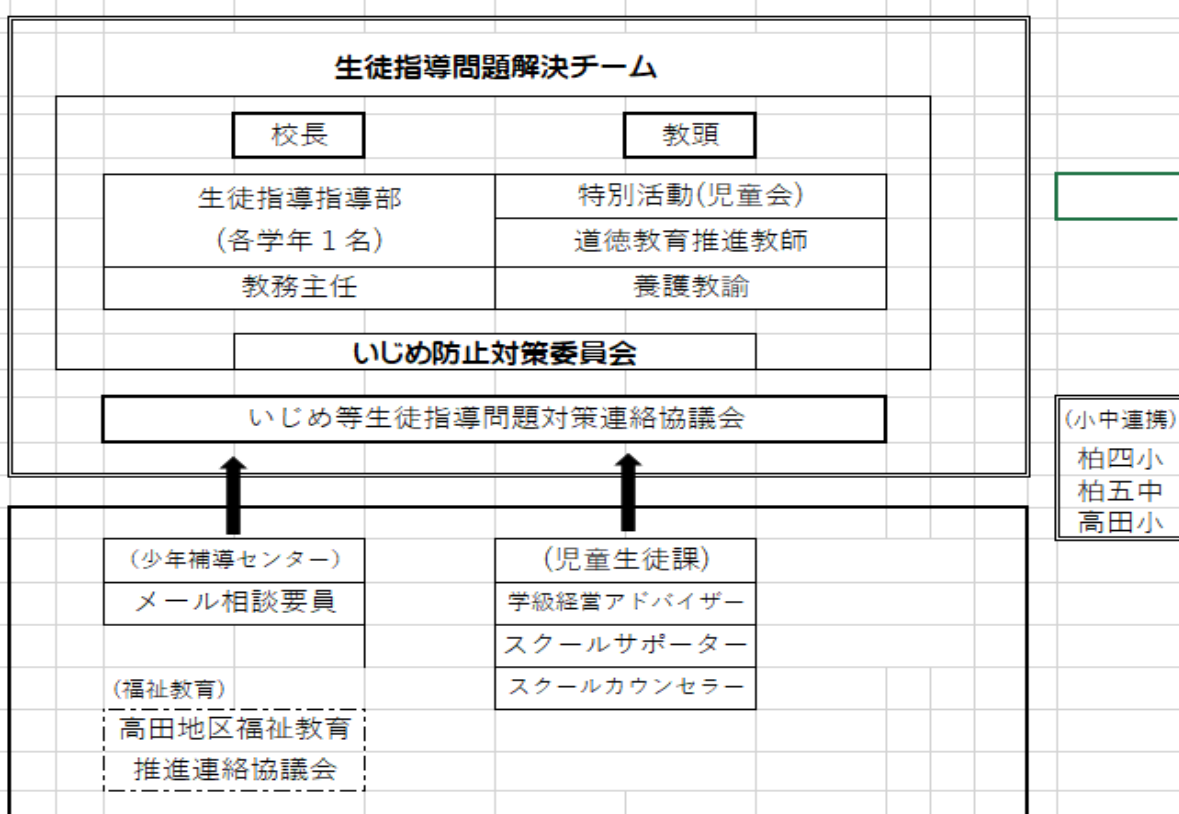 生徒指導問題解決チーム
校長
教頭
生徒指導指導部
(各学年１名)
特別活動(児童会)
道徳教育推進教師
教務主任
養護教諭
いじめ防止対策委員会
いじめ等生徒指導問題対策連絡協議会
(小中連携)
柏四小
柏五中
高田小
(少年補導センター)
メール相談要員
(児童生徒課)
学級経営アドバイザー
スクールサポーター
スクールカウンセラー
(福祉教育)
高田地区福祉教育
推進連絡協議会